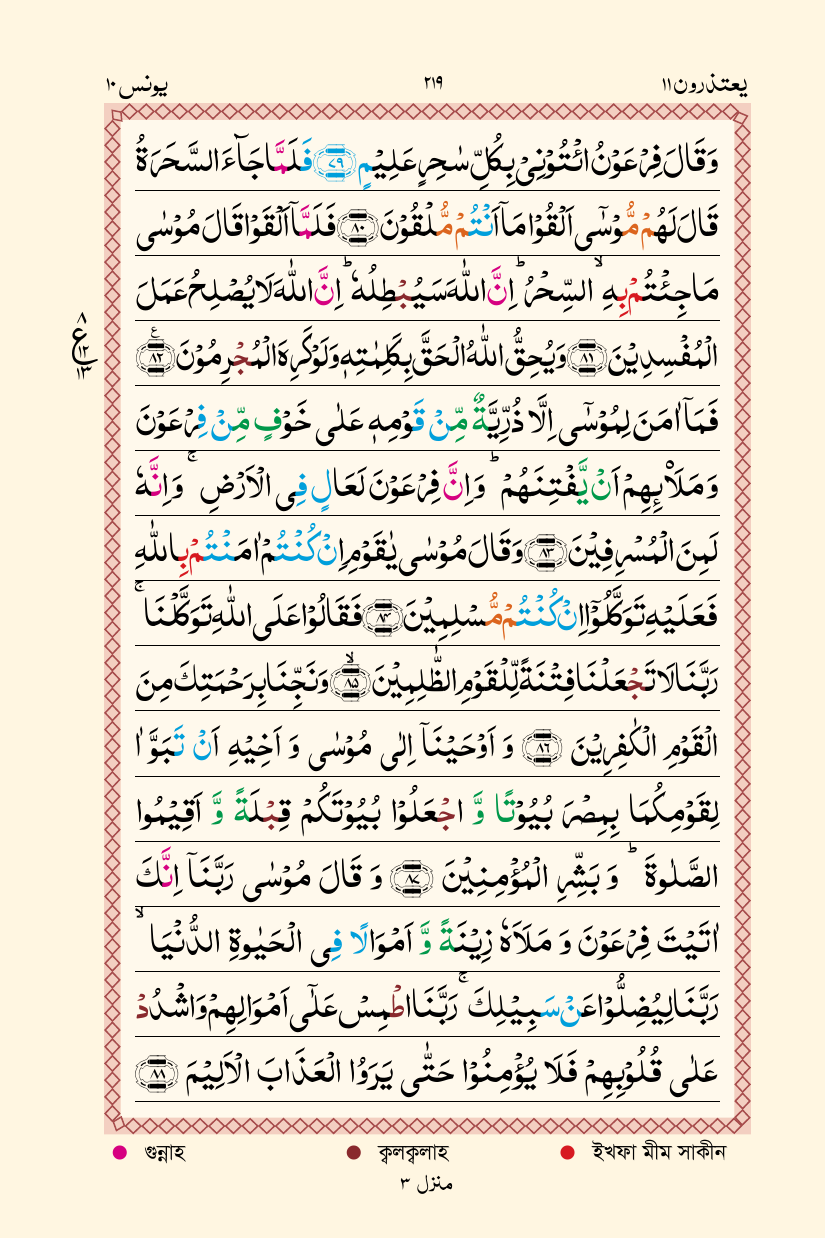 يعتذرون ١١ ٢١٩ يونس ١٠
وَقَالَ فِرْعَوْنُ ائْتُوْنِیْ بِكُلِّ سٰحِرٍ عَلِیْمٍ ﴿٧٩﴾ فَلَمَّا جَآءَ السَّحَرَةُ
قَالَ لَهُمْ مُّوْسٰۤی اَلْقُوْا مَاۤ اَنْتُمْ مُّلْقُوْنَ ﴿٨٠﴾ فَلَمَّاۤ اَلْقَوْا قَالَ مُوْسٰی
مَا جِئْتُمْ بِهِ ۙ السِّحْرُ ؕ اِنَّ اللّٰهَ سَیُبْطِلُهٗ ؕ اِنَّ اللّٰهَ لَا یُصْلِحُ عَمَلَ
الْمُفْسِدِیْنَ ﴿٨١﴾ وَیُحِقُّ اللّٰهُ الْحَقَّ بِكَلِمٰتِهٖ وَلَوْ كَرِهَ الْمُجْرِمُوْنَ ﴿٨٢﴾
ع ٨ ١٢ ١٣
فَمَاۤ اٰمَنَ لِمُوْسٰۤی اِلَّا ذُرِّیَّةٌ مِّنْ قَوْمِهٖ عَلٰی خَوْفٍ مِّنْ فِرْعَوْنَ
وَمَلَا۠ئِهِمْ اَنْ یَّفْتِنَهُمْ ؕ وَاِنَّ فِرْعَوْنَ لَعَالٍ فِی الْاَرْضِ ۚ وَاِنَّهٗ
لَمِنَ الْمُسْرِفِیْنَ ﴿٨٣﴾ وَقَالَ مُوْسٰی یٰقَوْمِ اِنْ كُنْتُمْ اٰمَنْتُمْ بِاللّٰهِ
فَعَلَیْهِ تَوَكَّلُوْۤا اِنْ كُنْتُمْ مُّسْلِمِیْنَ ﴿٨٤﴾ فَقَالُوْا عَلَی اللّٰهِ تَوَكَّلْنَا ۚ
رَبَّنَا لَا تَجْعَلْنَا فِتْنَةً لِّلْقَوْمِ الظّٰلِمِیْنَ ﴿٨٥﴾ ۙ وَنَجِّنَا بِرَحْمَتِكَ مِنَ
الْقَوْمِ الْكٰفِرِیْنَ ﴿٨٦﴾ وَ اَوْحَیْنَاۤ اِلٰی مُوْسٰی وَ اَخِیْهِ اَنْ تَبَوَّاٰ
لِقَوْمِكُمَا بِمِصْرَ بُیُوْتًا وَّ اجْعَلُوْا بُیُوْتَكُمْ قِبْلَةً وَّ اَقِیْمُوا
الصَّلٰوةَ ؕ وَ بَشِّرِ الْمُؤْمِنِیْنَ ﴿٨٧﴾ وَ قَالَ مُوْسٰی رَبَّنَاۤ اِنَّكَ
اٰتَیْتَ فِرْعَوْنَ وَ مَلَاَهٗ زِیْنَةً وَّ اَمْوَالًا فِی الْحَیٰوةِ الدُّنْیَا ۙ
رَبَّنَا لِیُضِلُّوْا عَنْ سَبِیْلِكَ ۚ رَبَّنَا اطْمِسْ عَلٰۤی اَمْوَالِهِمْ وَاشْدُدْ
عَلٰی قُلُوْبِهِمْ فَلَا یُؤْمِنُوْا حَتّٰی یَرَوُا الْعَذَابَ الْاَلِیْمَ ﴿٨٨﴾
গুন্নাহ ক্বলক্বলাহ ইখফা মীম সাকীন
منزل ٣